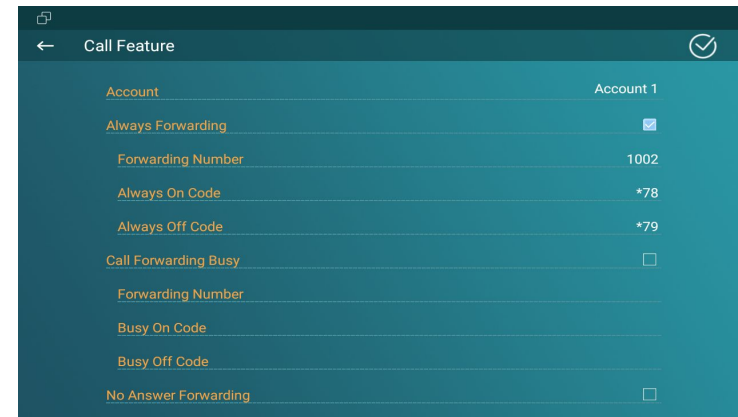 Call Feature
Account Account 1
Always Forwarding
Forwarding Number 1002
Always On Code *78
Always Off Code *79
Call Forwarding Busy
Forwarding Number
Busy On Code
Busy Off Code
No Answer Forwarding